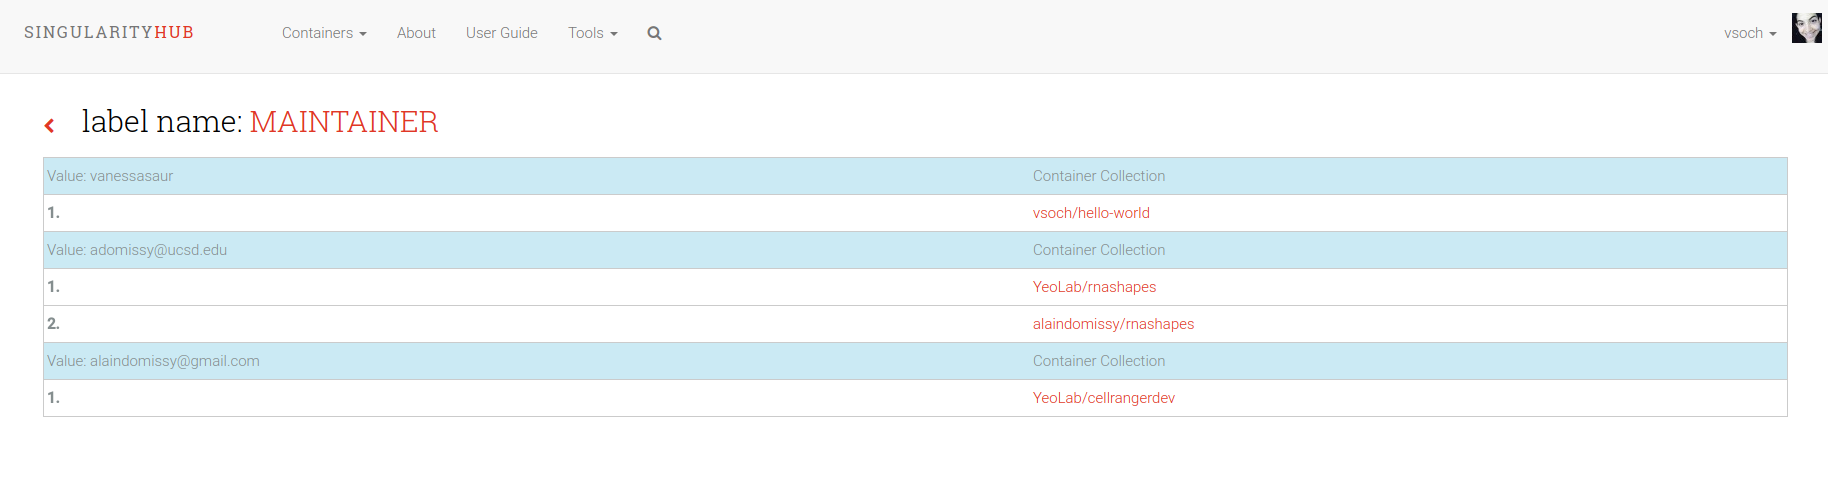 SINGULARITYHUB Containers About User Guide Tools vsoch
label name: MAINTAINER
Value: vanessasaur Container Collection
1. vsoch/hello-world
Value: adomissy@ucsd.edu Container Collection
1. YeoLab/rnashapes
2. alaindomissy/rnashapes
Value: alaindomissy@gmail.com Container Collection
1. YeoLab/cellrangerdev